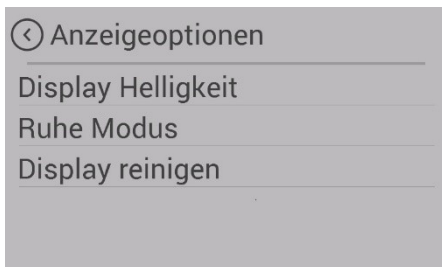 Anzeigeoptionen
Display Helligkeit
Ruhe Modus
Display reinigen